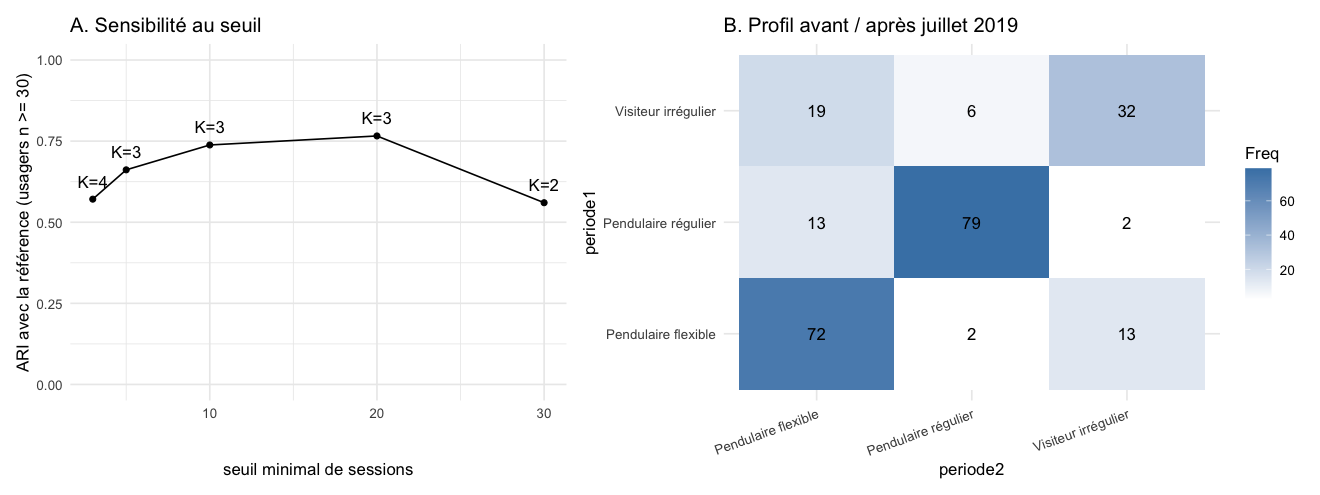 A. Sensibilité au seuil
ARI avec la référence (usagers n >= 30)
1.00
0.75
0.50
0.25
0.00
K=4
K=3
K=3
K=3
K=2
10
20
30
seuil minimal de sessions
B. Profil avant / après juillet 2019
periode1
Visiteur irrégulier
19
6
32
Pendulaire régulier
13
79
2
Pendulaire flexible
72
2
13
Pendulaire flexible
Pendulaire régulier
Visiteur irrégulier
periode2
Freq
60
40
20